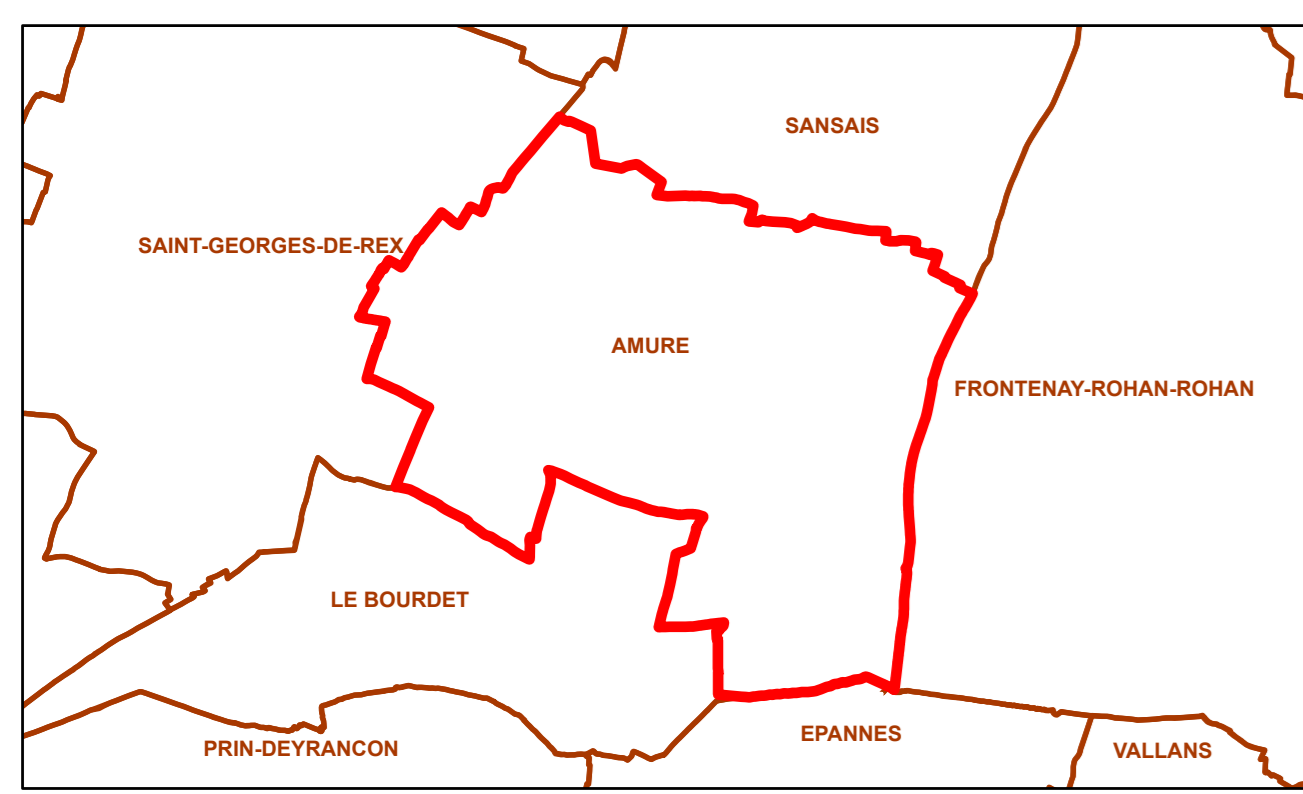 SANSAIS
SAINT-GEORGES-DE-REX
AMURE
FRONTENAY-ROHAN-ROHAN
LE BOURDET
EPANNES
PRIN-DEYRANCON
VALLANS